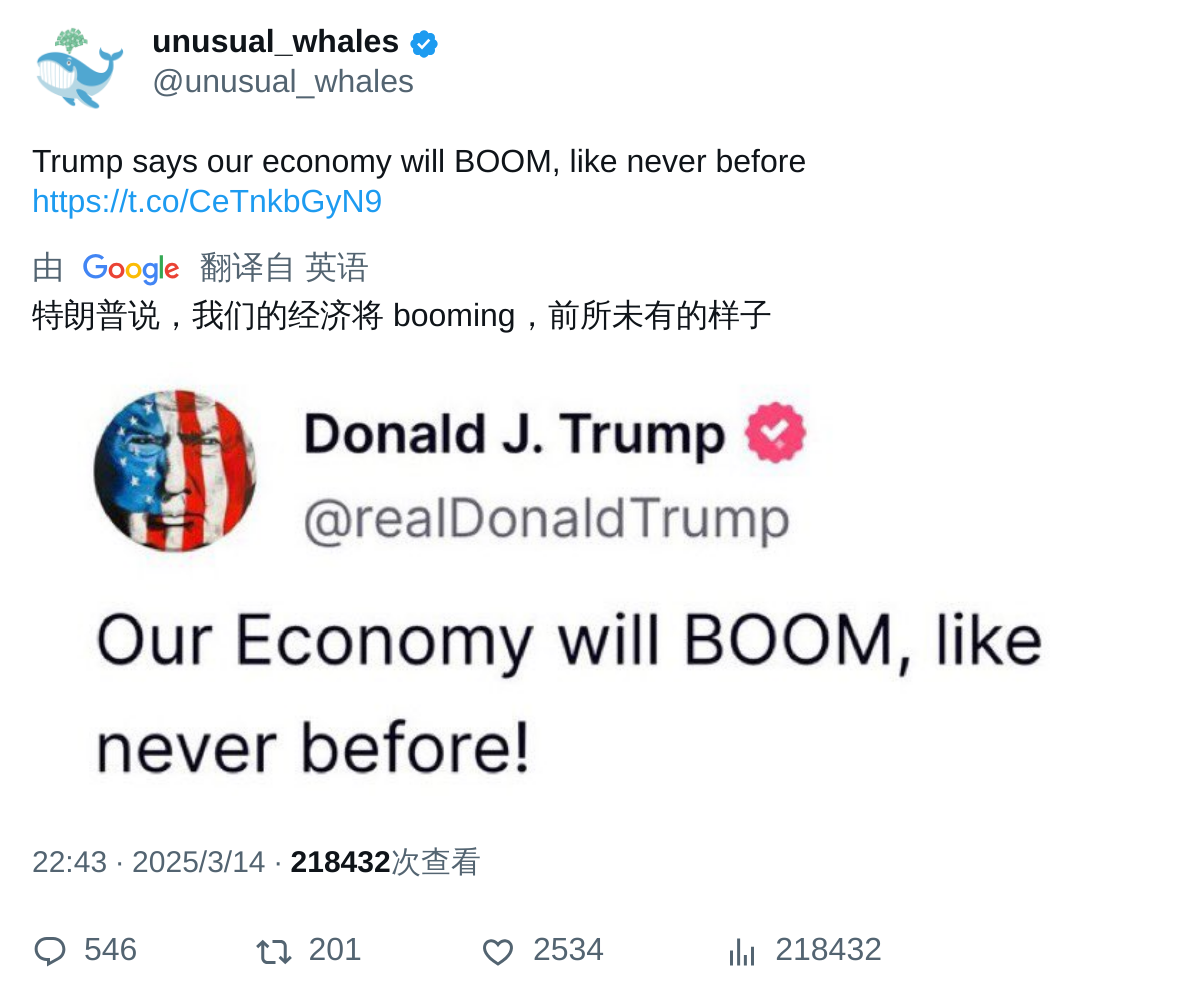 unusual_whales
@unusual_whales
Trump says our economy will BOOM, like never before
https://t.co/CeTnkbGyN9
由 Google 翻译自 英语
特朗普说，我们的经济将 booming，前所未有的样子
Donald J. Trump
@realDonaldTrump
Our Economy will BOOM, like
never before!
22:43 · 2025/3/14 · 218432次查看
546 201 2534 218432